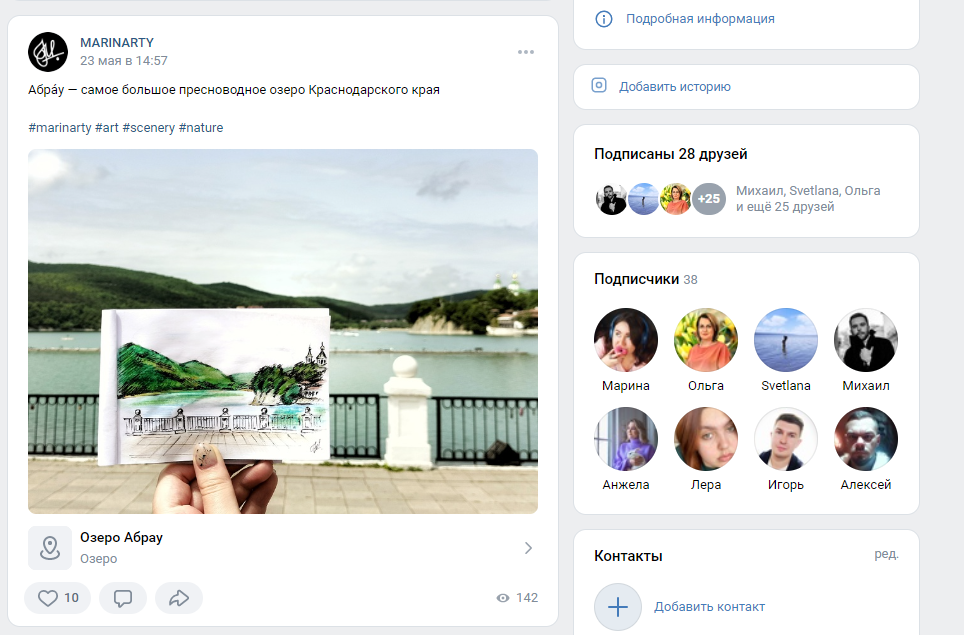 MARINARTY
23 мая в 14:57
Абра́у — самое большое пресноводное озеро Краснодарского края
#marinarty #art #scenery #nature
Озеро Абрау
Озеро
10
142
Подробная информация
Добавить историю
Подписаны 28 друзей
+25
Михаил, Svetlana, Ольга
и ещё 25 друзей
Подписчики 38
Марина Ольга Svetlana Михаил
Анжела Лера Игорь Алексей
Контакты ред.
Добавить контакт